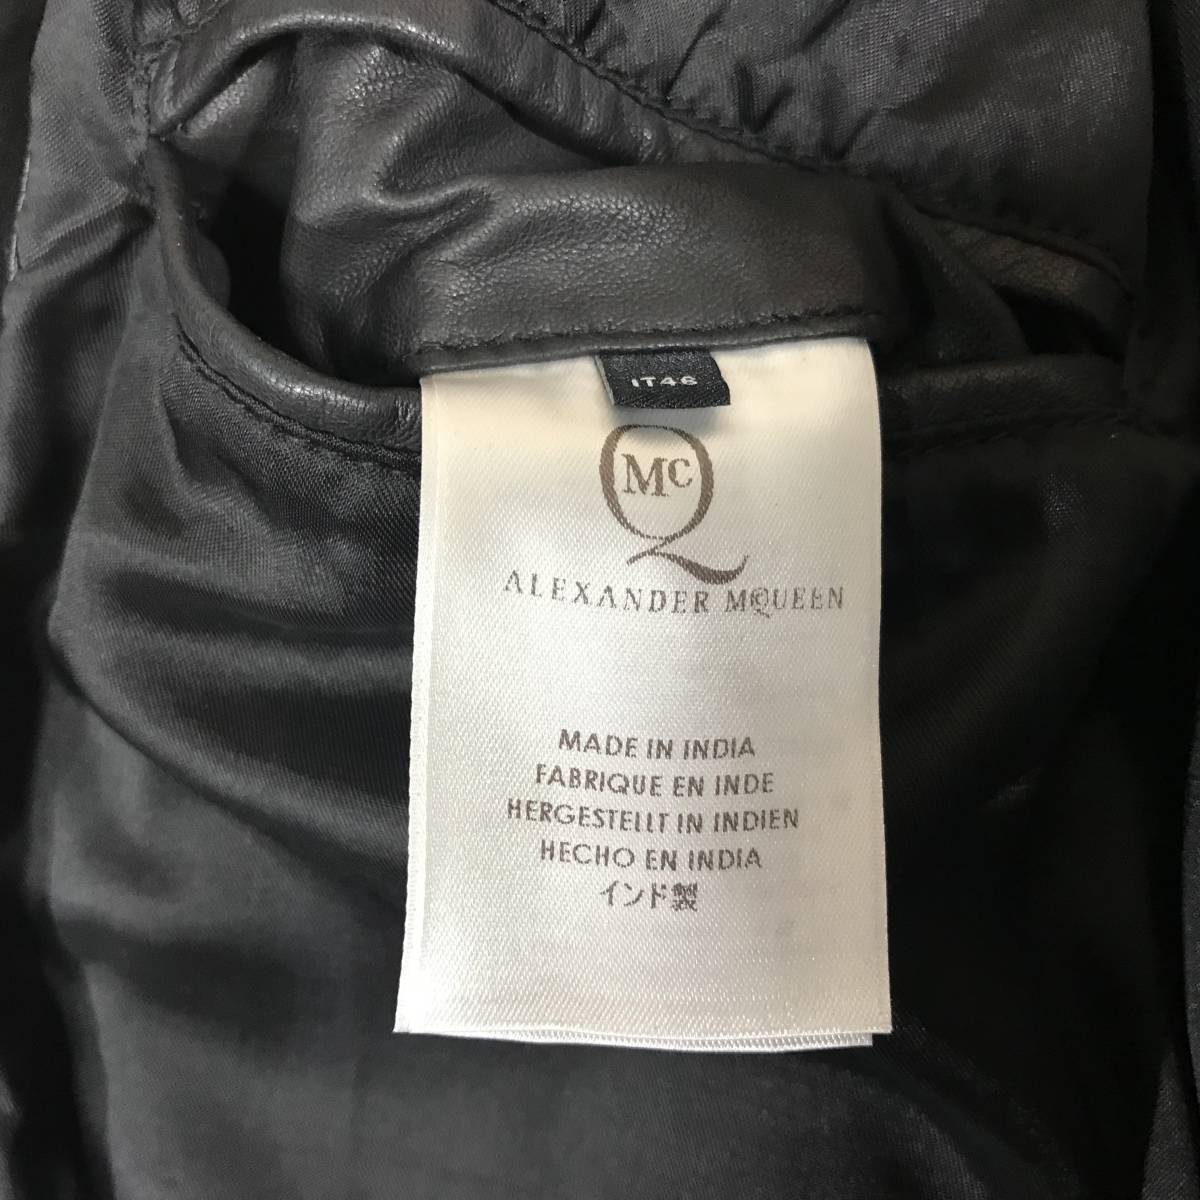 IT46
McQ
ALEXANDER MCQUEEN
MADE IN INDIA
FABRIQUE EN INDE
HERGESTELLT IN INDIEN
HECHO EN INDIA
インド製